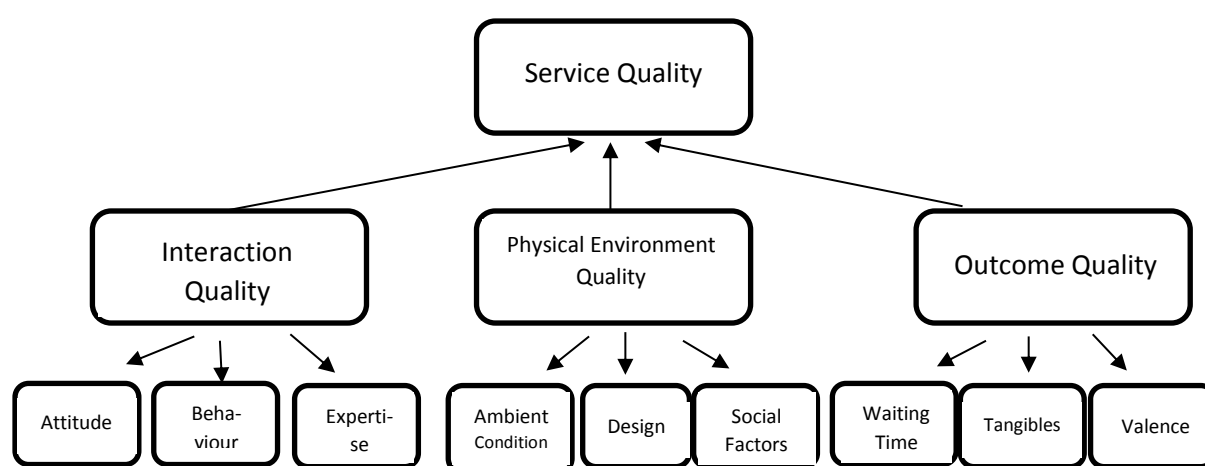 Service Quality
Interaction
Quality
Physical Environment
Quality
Outcome Quality
Attitude
Beha-
viour
Experti-
se
Ambient
Condition
Design
Social
Factors
Waiting
Time
Tangibles
Valence